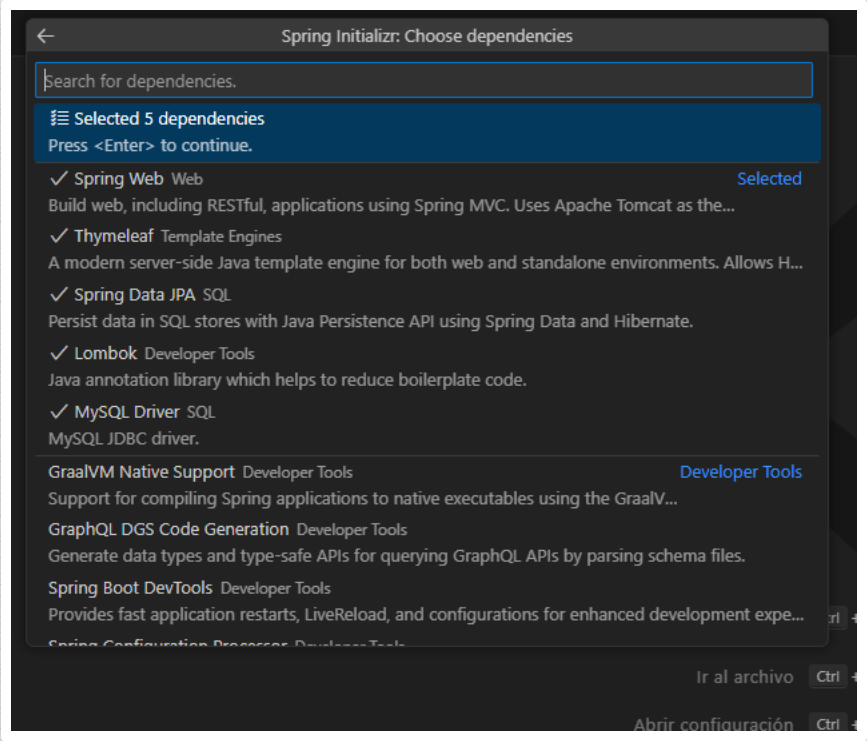 Spring Initializr: Choose dependencies
Search for dependencies.
Selected 5 dependencies
Press <Enter> to continue.
Spring Web Web Selected
Build web, including RESTful, applications using Spring MVC. Uses Apache Tomcat as the...
Thymeleaf Template Engines
A modern server-side Java template engine for both web and standalone environments. Allows H...
Spring Data JPA SQL
Persist data in SQL stores with Java Persistence API using Spring Data and Hibernate.
Lombok Developer Tools
Java annotation library which helps to reduce boilerplate code.
MySQL Driver SQL
MySQL JDBC driver.
GraalVM Native Support Developer Tools Developer Tools
Support for compiling Spring applications to native executables using the GraalV...
GraphQL DGS Code Generation Developer Tools
Generate data types and type-safe APIs for querying GraphQL APIs by parsing schema files.
Spring Boot DevTools Developer Tools
Provides fast application restarts, LiveReload, and configurations for enhanced development expe...
rl +
Spring Configuration Processor Developer Tools
Ir al archivo Ctrl +
Abrir configuración Ctrl +